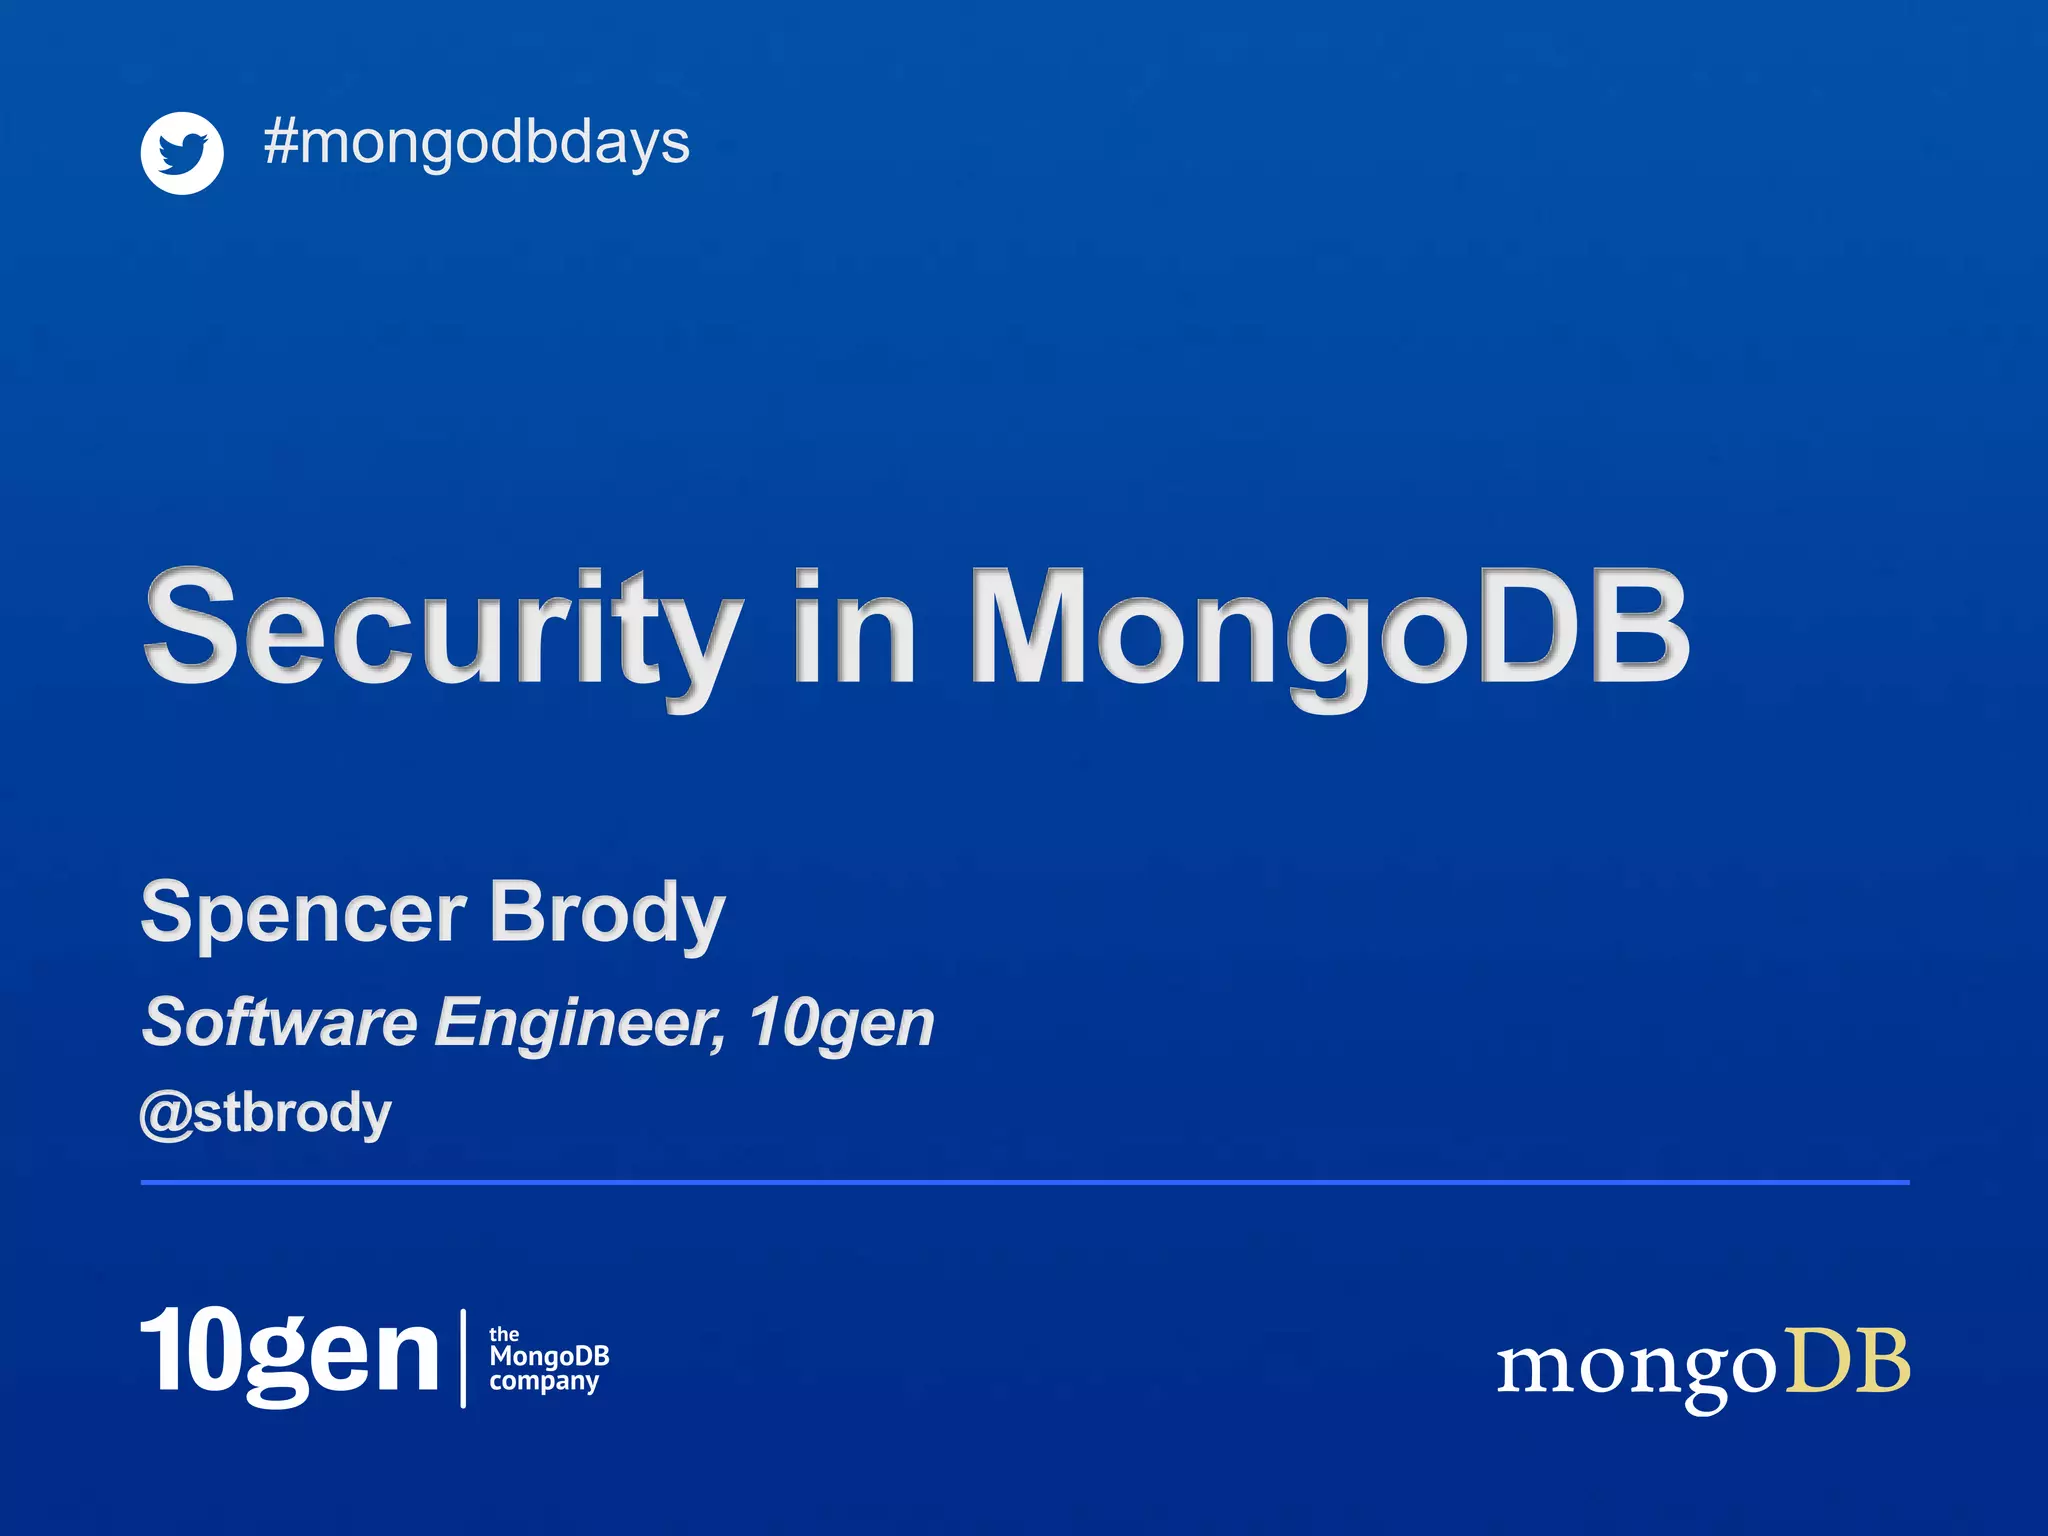 #mongodbdays
Security in MongoDB
Spencer Brody
Software Engineer, 10gen
@stbrody
10gen
the
MongoDB
company
mongoDB